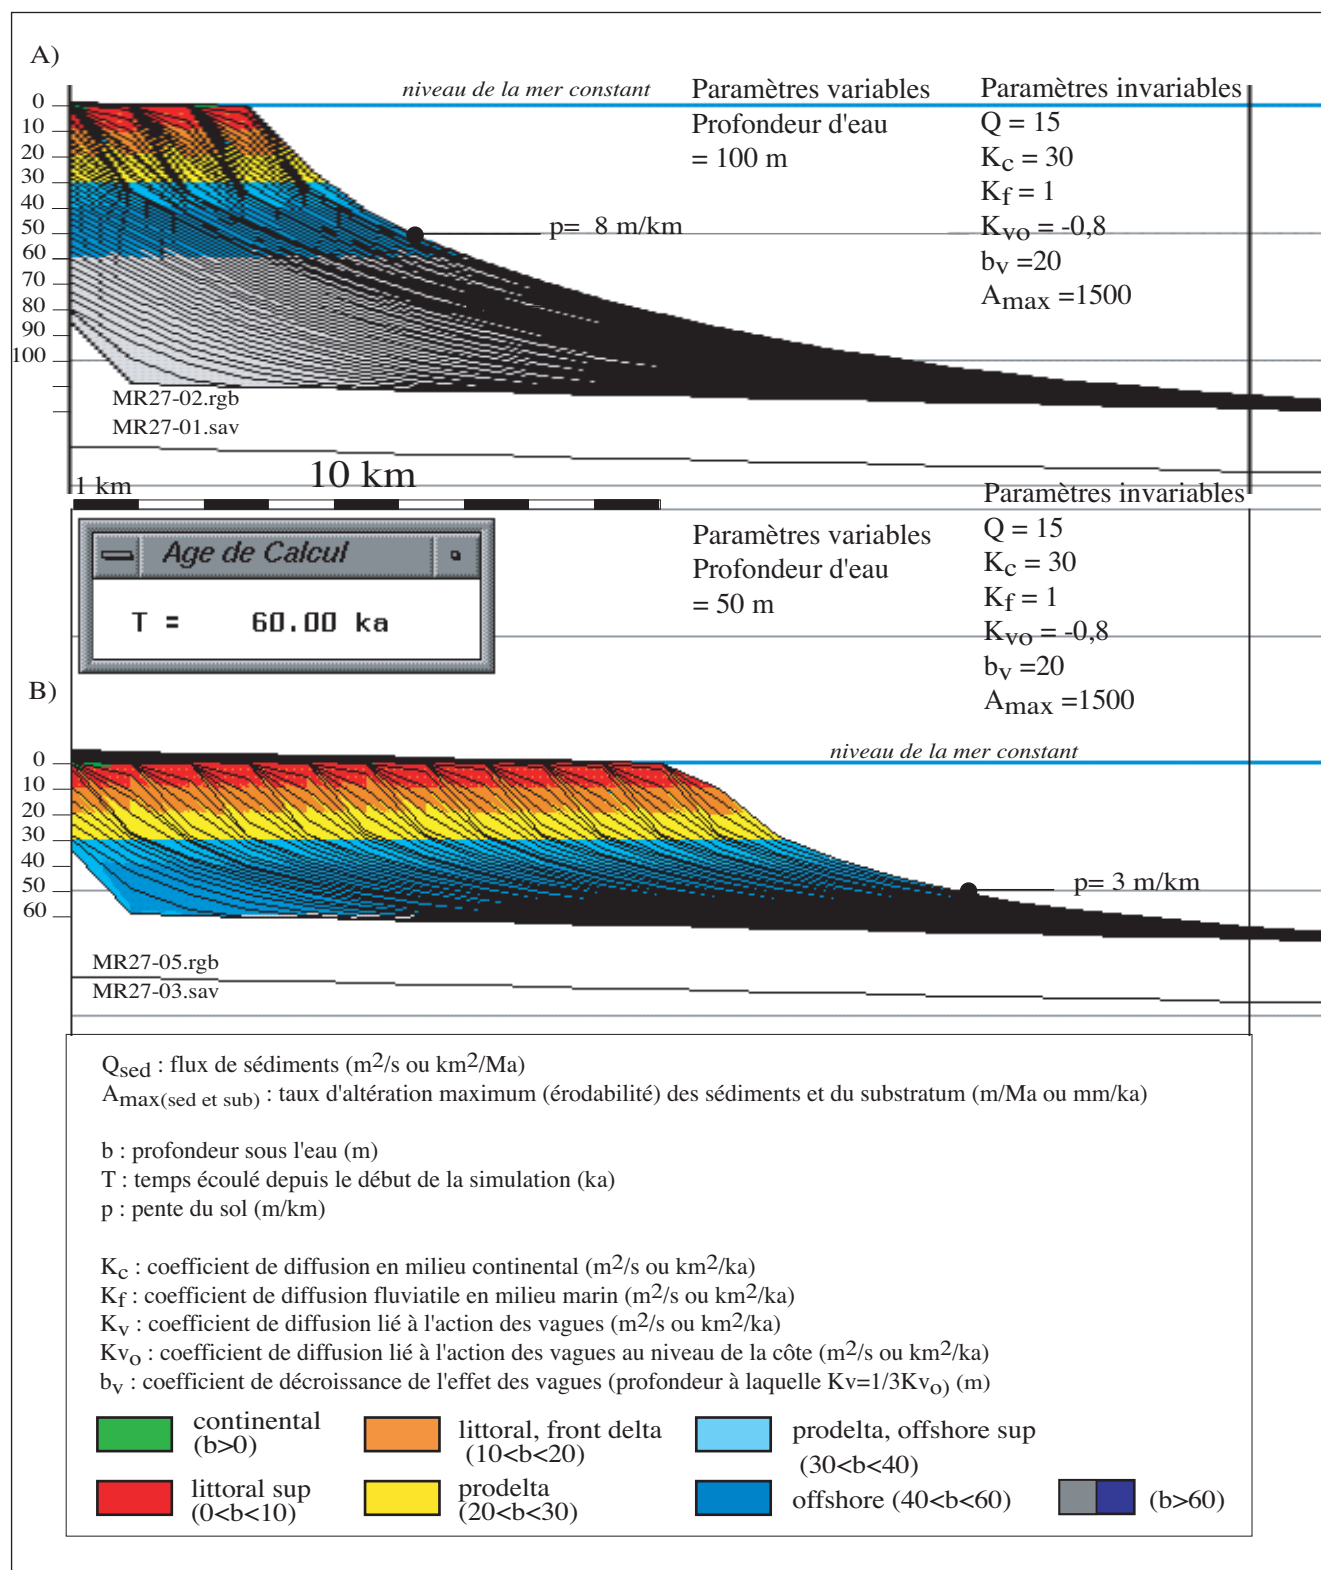 A)
niveau de la mer constant
Paramètres variables
Profondeur d'eau
= 100 m
Paramètres invariables
Q = 15
Kc = 30
Kf = 1
Kvo = -0,8
bv =20
Amax =1500
0
10
20
30
40
50
60
70
80
90
100
p= 8 m/km
MR27-02.rgb
MR27-01.sav
1 km
10 km
Age de Calcul
T = 60.00 ka
Paramètres variables
Profondeur d'eau
= 50 m
Paramètres invariables
Q = 15
Kc = 30
Kf = 1
Kvo = -0,8
bv =20
Amax =1500
B)
niveau de la mer constant
0
10
20
30
40
50
60
p= 3 m/km
MR27-05.rgb
MR27-03.sav
Qsed : flux de sédiments (m2/s ou km2/Ma)
Amax(sed et sub) : taux d'altération maximum (érodabilité) des sédiments et du substratum (m/Ma ou mm/ka)
b : profondeur sous l'eau (m)
T : temps écoulé depuis le début de la simulation (ka)
p : pente du sol (m/km)
Kc : coefficient de diffusion en milieu continental (m2/s ou km2/ka)
Kf : coefficient de diffusion fluviatile en milieu marin (m2/s ou km2/ka)
Kv : coefficient de diffusion lié à l'action des vagues (m2/s ou km2/ka)
Kvo : coefficient de diffusion lié à l'action des vagues au niveau de la côte (m2/s ou km2/ka)
bv : coefficient de décroissance de l'effet des vagues (profondeur à laquelle Kv=1/3Kvo) (m)
continental
(b>0)
littoral, front delta
(10<b<20)
prodelta, offshore sup
(30<b<40)
littoral sup
(0<b<10)
prodelta
(20<b<30)
offshore (40<b<60)
(b>60)